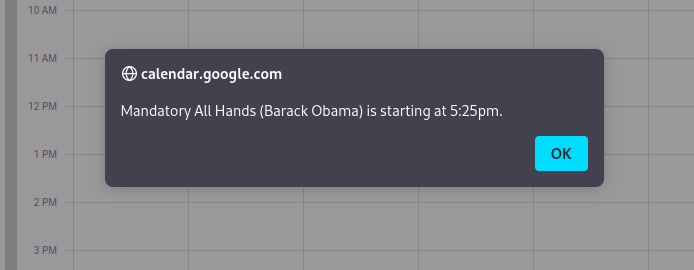 10 AM
11 AM
calendar.google.com
Mandatory All Hands (Barack Obama) is starting at 5:25pm.
12 PM
OK
1 PM
2 PM
3 PM